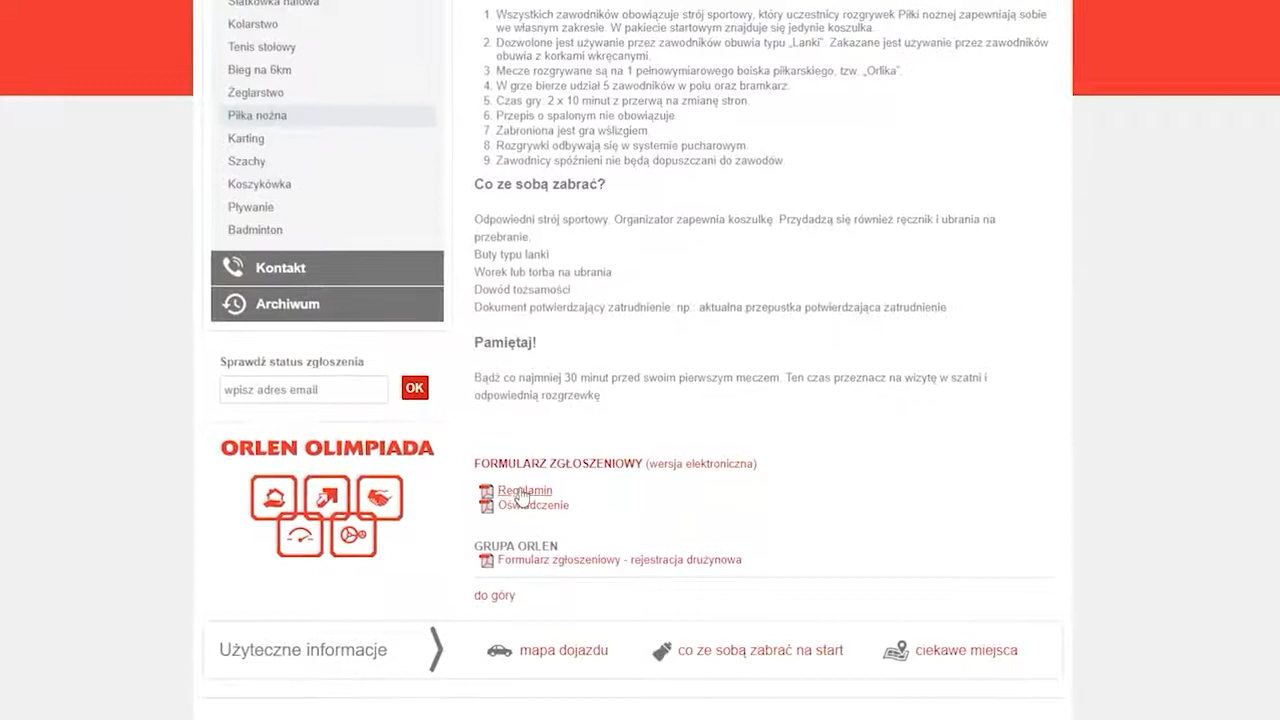 Siatkówka halowa
Kolarstwo
Tenis stołowy
Bieg na 6km
Żeglarstwo
Piłka nożna
Karting
Szachy
Koszykówka
Pływanie
Badminton
Kontakt
Archiwum
Sprawdź status zgłoszenia
wpisz adres email
OK
ORLEN OLIMPIADA
1. Wszystkich zawodników obowiązuje strój sportowy, który uczestnicy rozgrywek Piłki nożnej zapewniają sobie
we własnym zakresie. W pakiecie startowym znajduje się jedynie koszulka.
2. Dozwolone jest używanie przez zawodników obuwia typu „Lanki”. Zakazane jest używanie przez zawodników
obuwia z korkami wkręcanymi.
3. Mecze rozgrywane są na 1 pełnowymiarowego boiska piłkarskiego, tzw. „Orlika”.
4. W grze bierze udział 5 zawodników w polu oraz bramkarz.
5. Czas gry: 2 x 10 minut z przerwą na zmianę stron.
6. Przepis o spalonym nie obowiązuje.
7. Zabroniona jest gra wślizgiem.
8. Rozgrywki odbywają się w systemie pucharowym.
9. Zawodnicy spóźnieni nie będą dopuszczani do zawodów.
Co ze sobą zabrać?
Odpowiedni strój sportowy. Organizator zapewnia koszulkę. Przydadzą się również ręcznik i ubrania na
przebranie.
Buty typu lanki
Worek lub torba na ubrania
Dowód tożsamości
Dokument potwierdzający zatrudnienie: np.: aktualna przepustka potwierdzająca zatrudnienie
Pamiętaj!
Bądź co najmniej 30 minut przed swoim pierwszym meczem. Ten czas przeznacz na wizytę w szatni i
odpowiednią rozgrzewkę
FORMULARZ ZGŁOSZENIOWY (wersja elektroniczna)
Regulamin
Oświadczenie
GRUPA ORLEN
Formularz zgłoszeniowy - rejestracja drużynowa
do góry
Użyteczne informacje
mapa dojazdu
co ze sobą zabrać na start
ciekawe miejsca